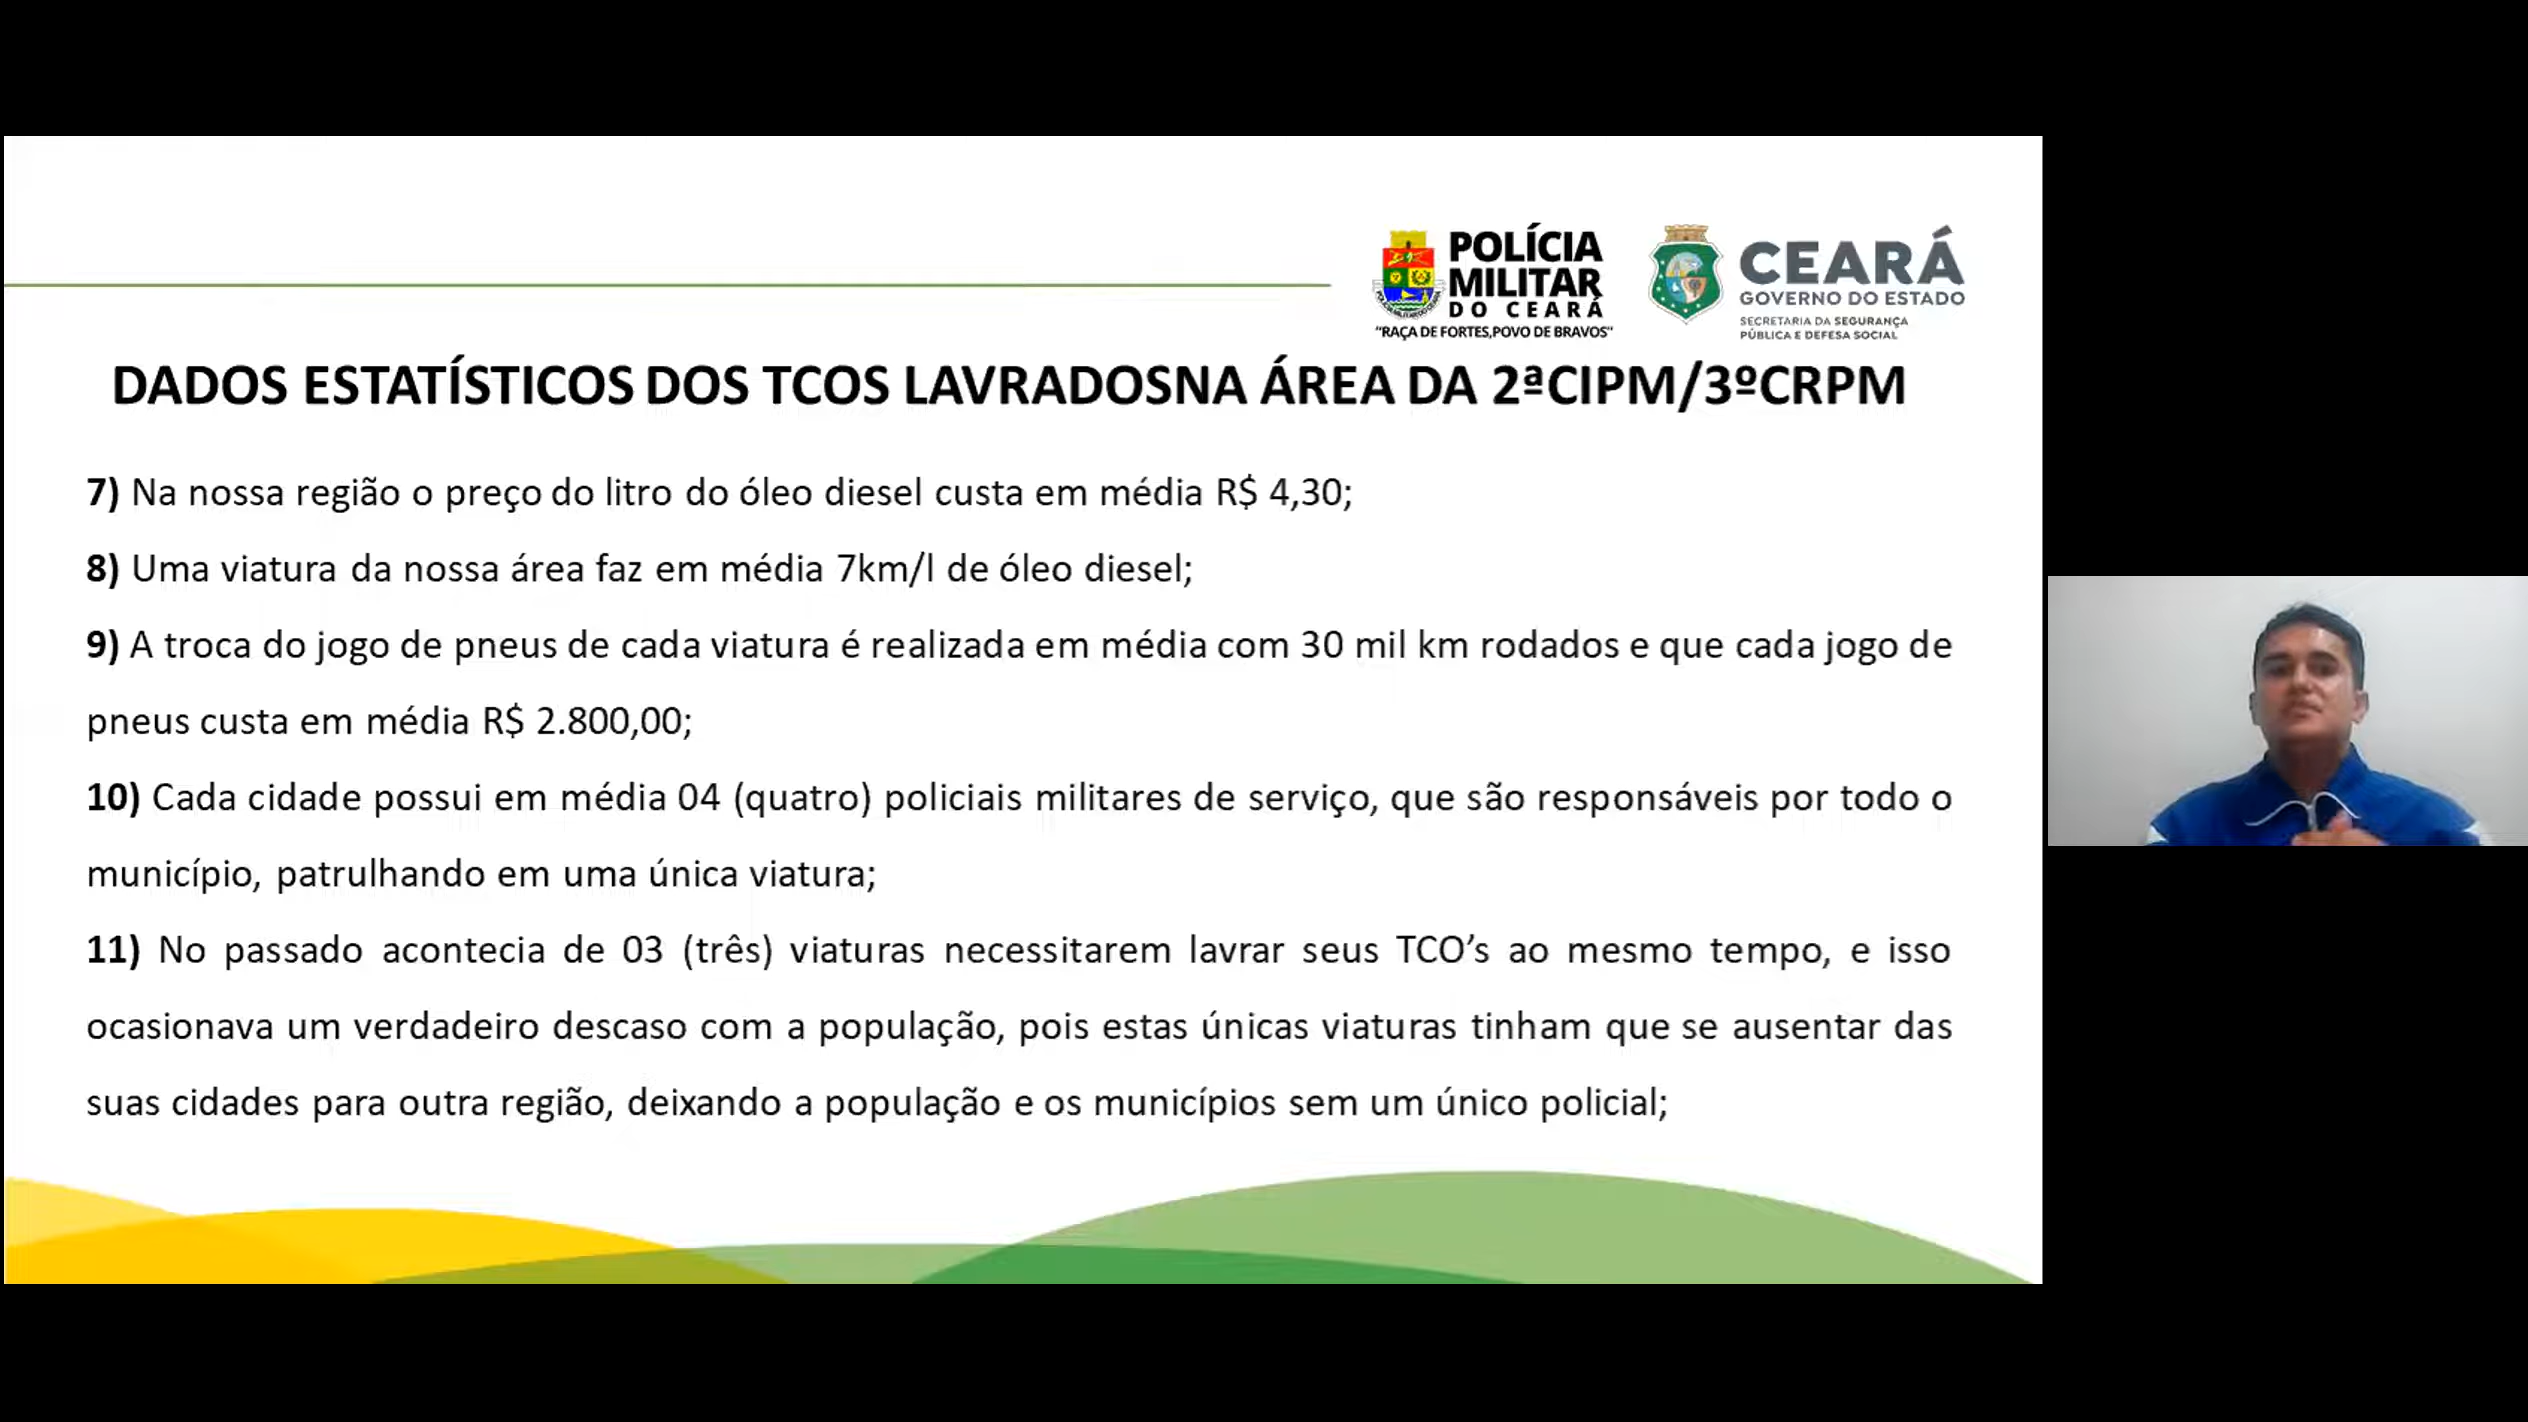 POLÍCIA
MILITAR
DO CEARÁ
"RAÇA DE FORTES,POVO DE BRAVOS"
CEARÁ
GOVERNO DO ESTADO
SECRETARIA DA SEGURANÇA
PÚBLICA E DEFESA SOCIAL
DADOS ESTATÍSTICOS DOS TCOS LAVRADOSNA ÁREA DA 2ªCIPM/3ºCRPM
7) Na nossa região o preço do litro do óleo diesel custa em média R$ 4,30;
8) Uma viatura da nossa área faz em média 7km/l de óleo diesel;
9) A troca do jogo de pneus de cada viatura é realizada em média com 30 mil km rodados e que cada jogo de
pneus custa em média R$ 2.800,00;
10) Cada cidade possui em média 04 (quatro) policiais militares de serviço, que são responsáveis por todo o
município, patrulhando em uma única viatura;
11) No passado acontecia de 03 (três) viaturas necessitarem lavrar seus TCO’s ao mesmo tempo, e isso
ocasionava um verdadeiro descaso com a população, pois estas únicas viaturas tinham que se ausentar das
suas cidades para outra região, deixando a população e os municípios sem um único policial;